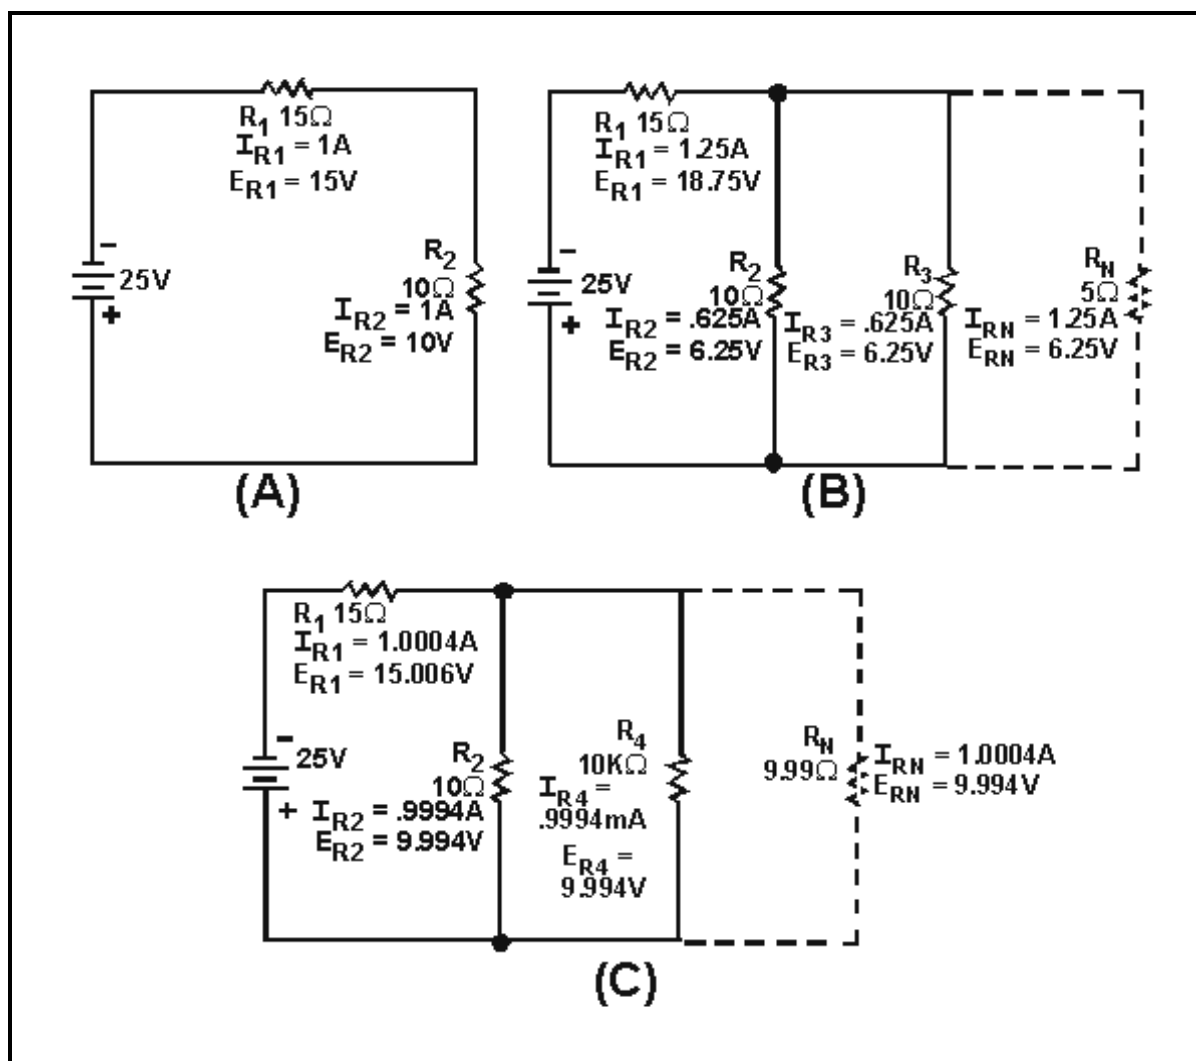 R1 15Ω
IR1 = 1A
ER1 = 15V
25V
-
+
R2
10Ω
IR2 = 1A
ER2 = 10V
(A)
R1 15Ω
IR1 = 1.25A
ER1 = 18.75V
-
25V
+
R2
10Ω
IR2 = .625A
ER2 = 6.25V
R3
10Ω
IR3 = .625A
ER3 = 6.25V
RN
5Ω
IRN = 1.25A
ERN = 6.25V
(B)
R1 15Ω
IR1 = 1.0004A
ER1 = 15.006V
-
25V
+
R2
10Ω
IR2 = .9994A
ER2 = 9.994V
R4
10KΩ
IR4 =
.9994mA
ER4 =
9.994V
RN
9.99Ω
IRN = 1.0004A
ERN = 9.994V
(C)